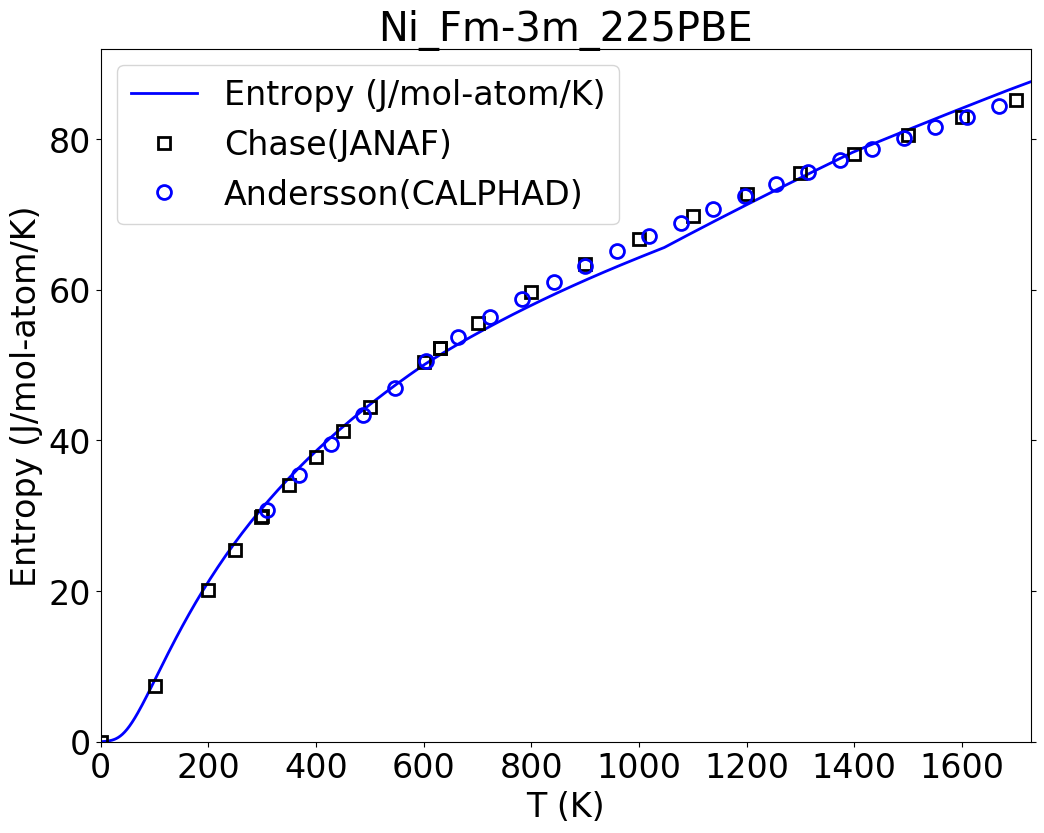 Ni_Fm-3m_225PBE
Entropy (J/mol-atom/K)
Chase(JANAF)
Andersson(CALPHAD)
Entropy (J/mol-atom/K)
80
60
40
20
0
0 200 400 600 800 1000 1200 1400 1600
T (K)